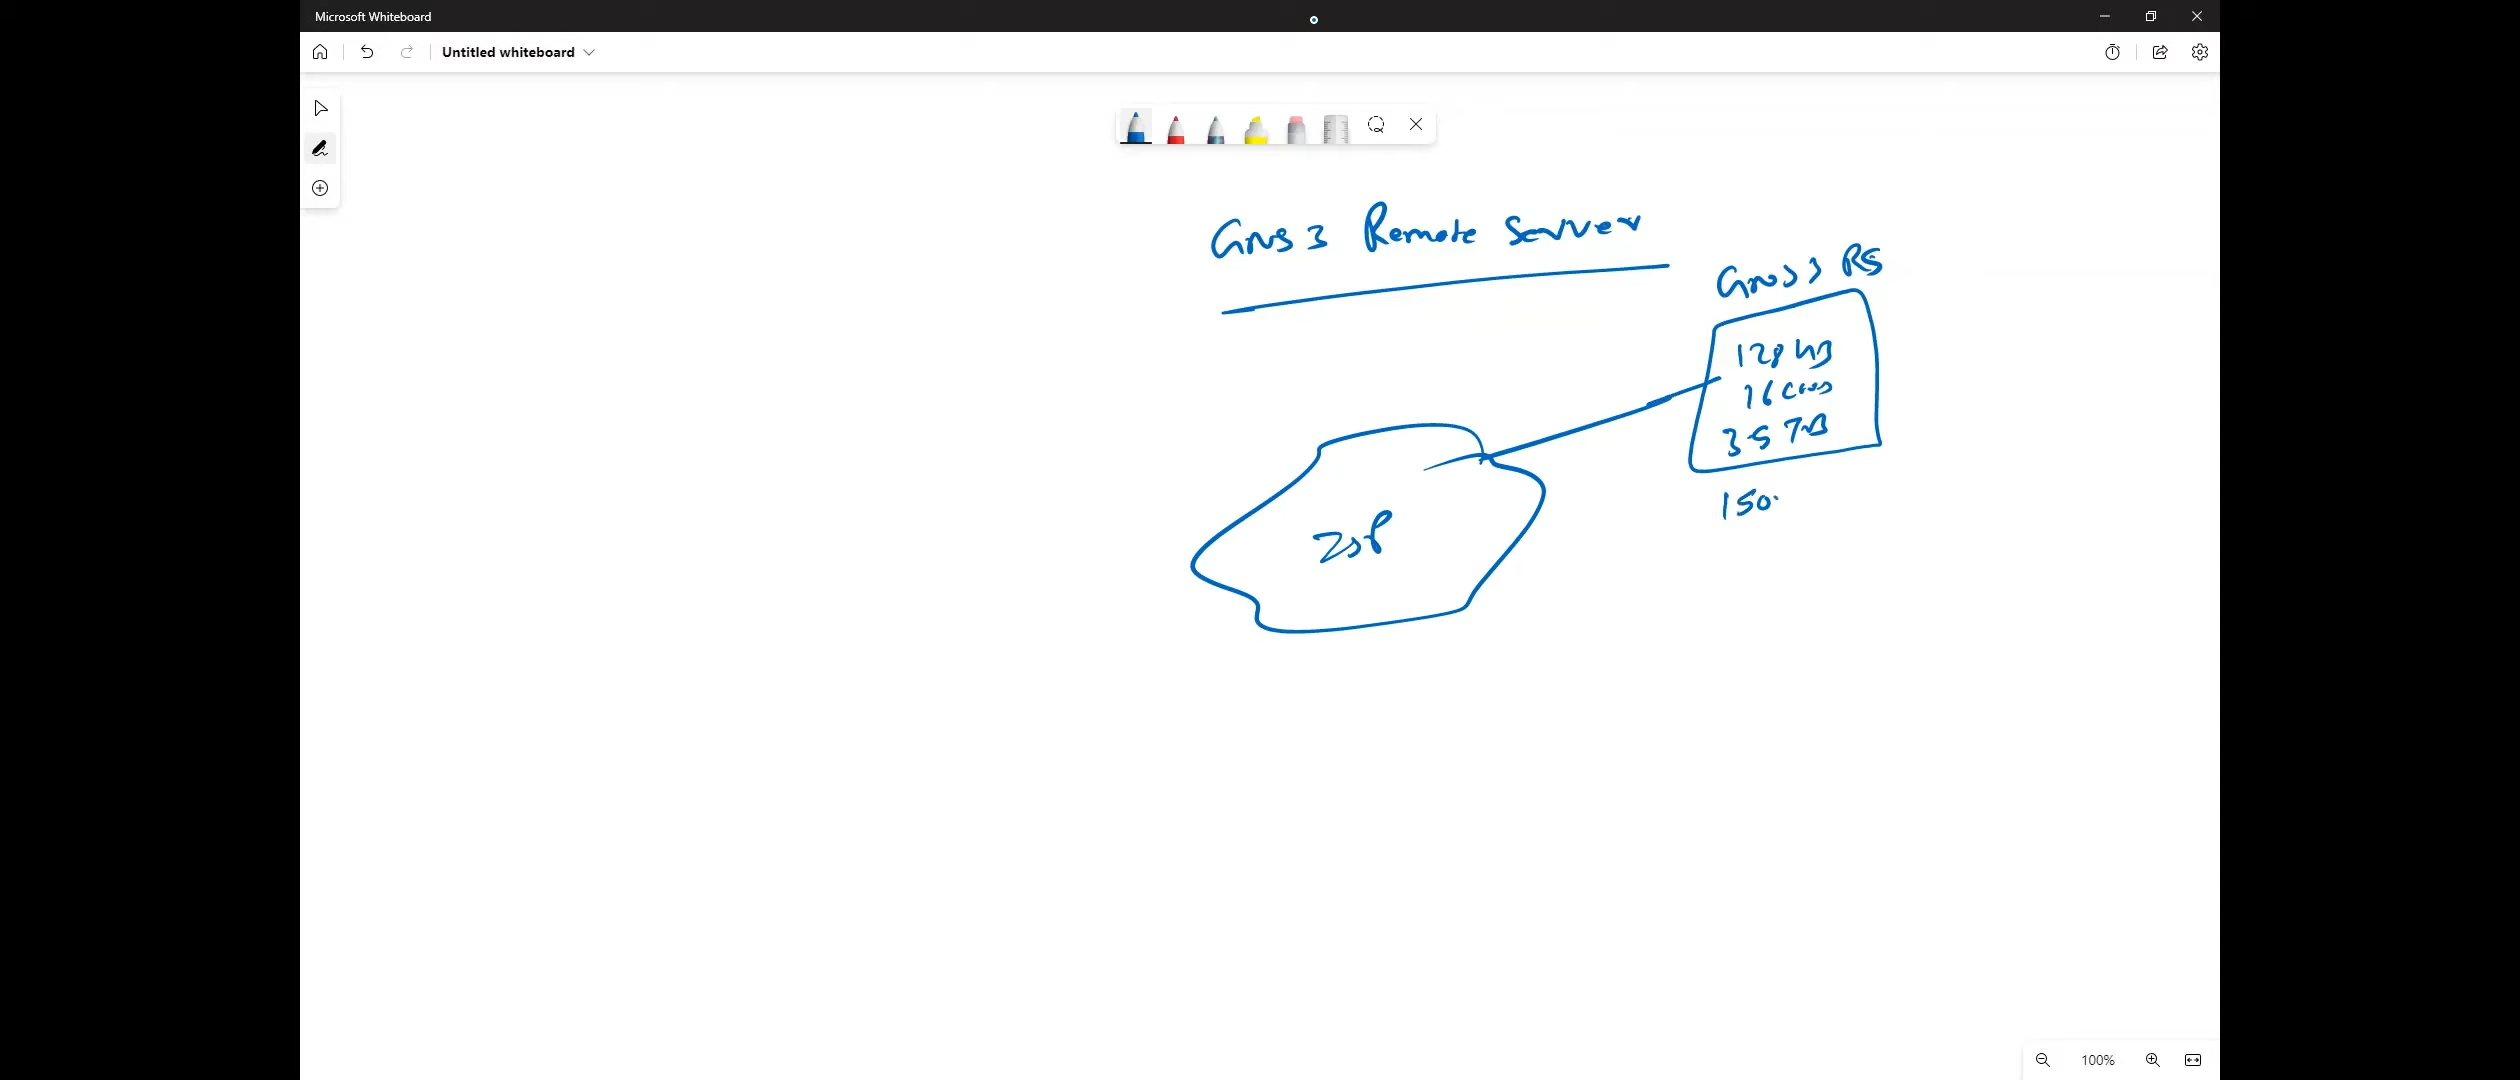 Microsoft Whiteboard
Untitled whiteboard
GNS 3 Remote Server
GNS 3 RS
128 GB
16 cores
3.5 TB
150
ISP
100%